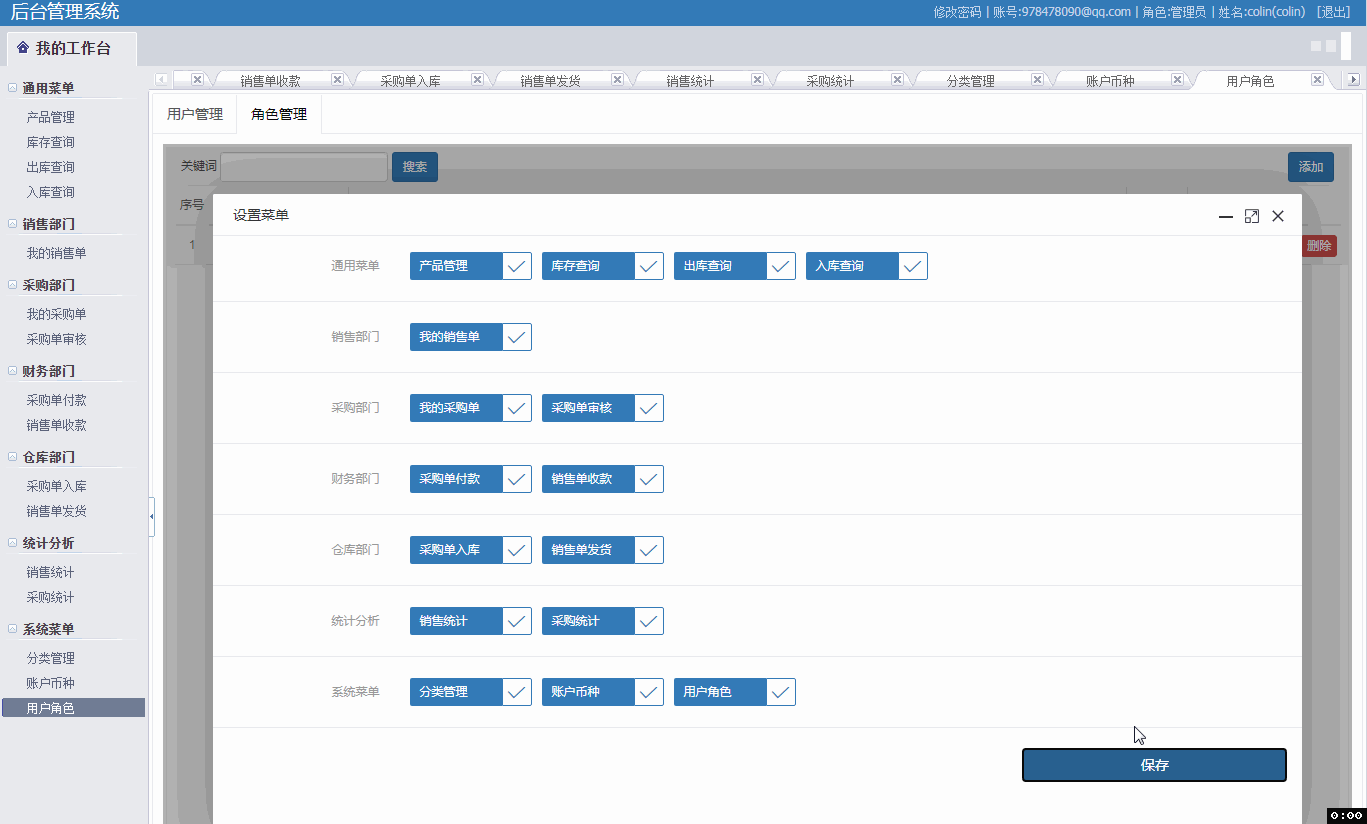 后台管理系统
修改密码 | 账号:978478090@qq.com | 角色:管理员 | 姓名:colin(colin) [退出]
我的工作台
销售单收款 采购单入库 销售单发货 销售统计 采购统计 分类管理 账户币种 用户角色
用户管理 角色管理
通用菜单
产品管理
库存查询
出库查询
入库查询
销售部门
我的销售单
采购部门
我的采购单
采购单审核
财务部门
采购单付款
销售单收款
仓库部门
采购单入库
销售单发货
统计分析
销售统计
采购统计
系统菜单
分类管理
账户币种
用户角色
关键词 搜索 添加
序号
1 删除
设置菜单
通用菜单 产品管理 库存查询 出库查询 入库查询
销售部门 我的销售单
采购部门 我的采购单 采购单审核
财务部门 采购单付款 销售单收款
仓库部门 采购单入库 销售单发货
统计分析 销售统计 采购统计
系统菜单 分类管理 账户币种 用户角色
保存
0:00